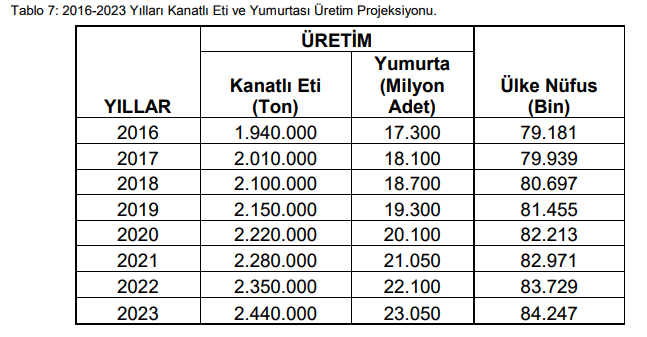 Tablo 7: 2016-2023 Yılları Kanatlı Eti ve Yumurtası Üretim Projeksiyonu.
ÜRETİM
YILLAR Kanatlı Eti (Ton) Yumurta (Milyon Adet) Ülke Nüfus (Bin)
2016 1.940.000 17.300 79.181
2017 2.010.000 18.100 79.939
2018 2.100.000 18.700 80.697
2019 2.150.000 19.300 81.455
2020 2.220.000 20.100 82.213
2021 2.280.000 21.050 82.971
2022 2.350.000 22.100 83.729
2023 2.440.000 23.050 84.247